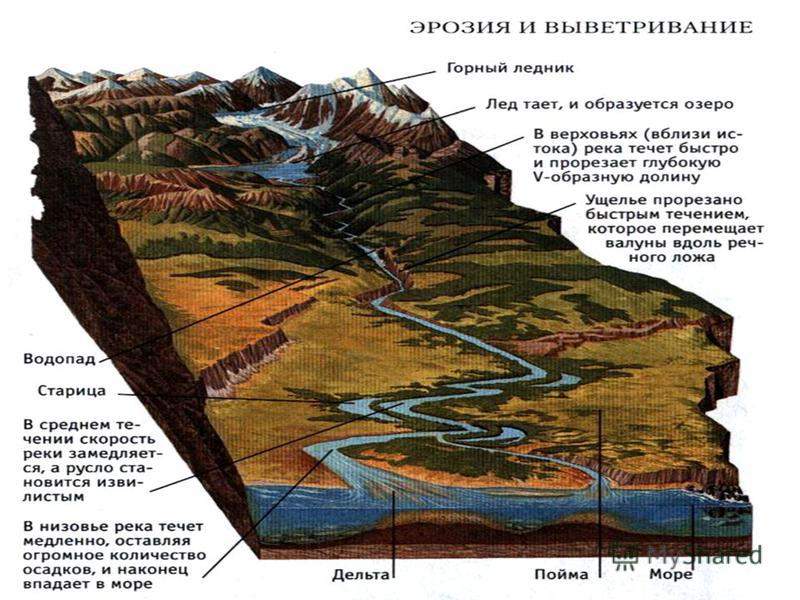 ЭРОЗИЯ И ВЫВЕТРИВАНИЕ
Горный ледник
Лед тает, и образуется озеро
В верховьях (вблизи ис-
тока) река течет быстро
и прорезает глубокую
V-образную долину
Ущелье прорезано
быстрым течением,
которое перемещает
валуны вдоль реч-
ного ложа
Водопад
Старица
В среднем те-
чении скорость
реки замедляет-
ся, а русло ста-
новится изви-
листым
В низовье река течет
медленно, оставляя
огромное количество
осадков, и наконец
впадает в море
Дельта
Пойма
Море
MyShared